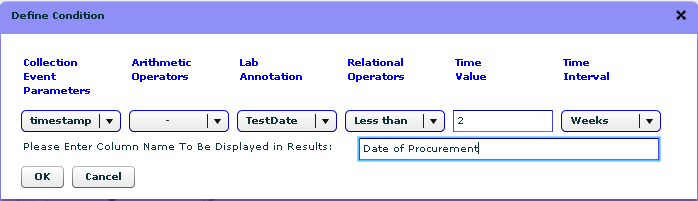 Define Condition
Collection Event Parameters
Arithmetic Operators
Lab Annotation
Relational Operators
Time Value
Time Interval
timestamp - TestDate Less than 2 Weeks
Please Enter Column Name To Be Displayed in Results: Date of Procurement
OK Cancel